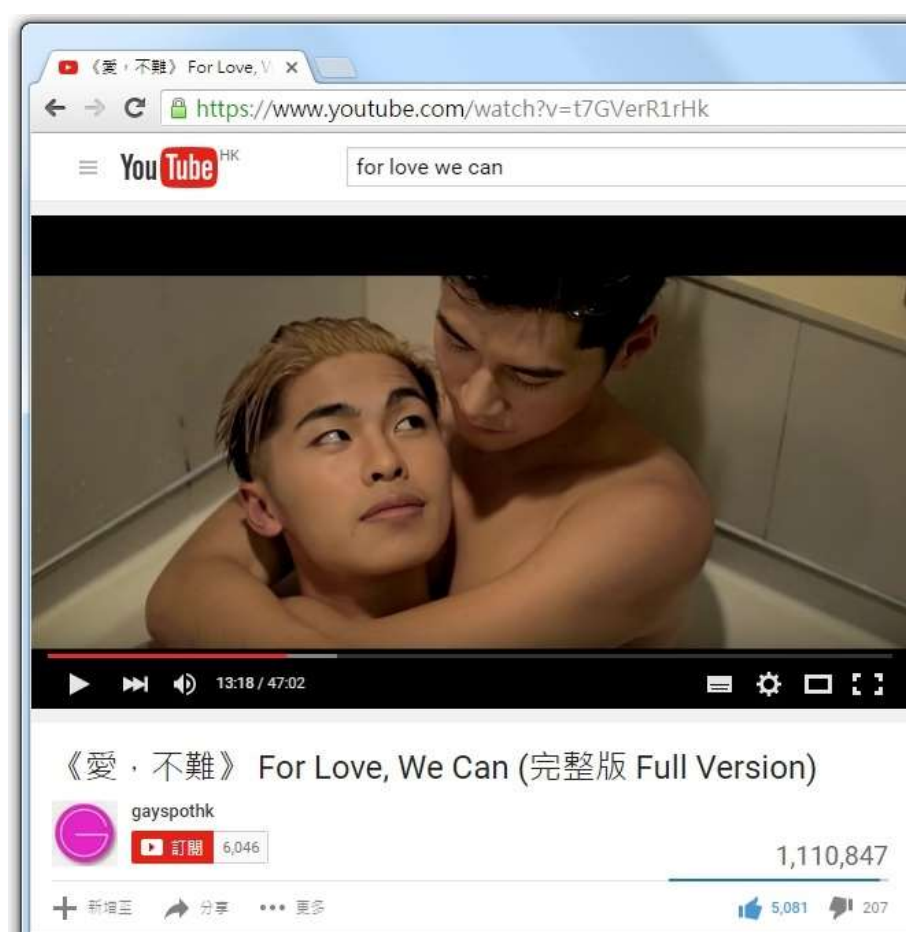 《愛,不難》 For Love, W
https://www.youtube.com/watch?v=t7GVerR1rHk
YouTube HK
for love we can
13:18 / 47:02
《愛,不難》 For Love, We Can (完整版 Full Version)
gayspothk
訂閱 6,046
1,110,847
新增至 分享 更多 5,081 207